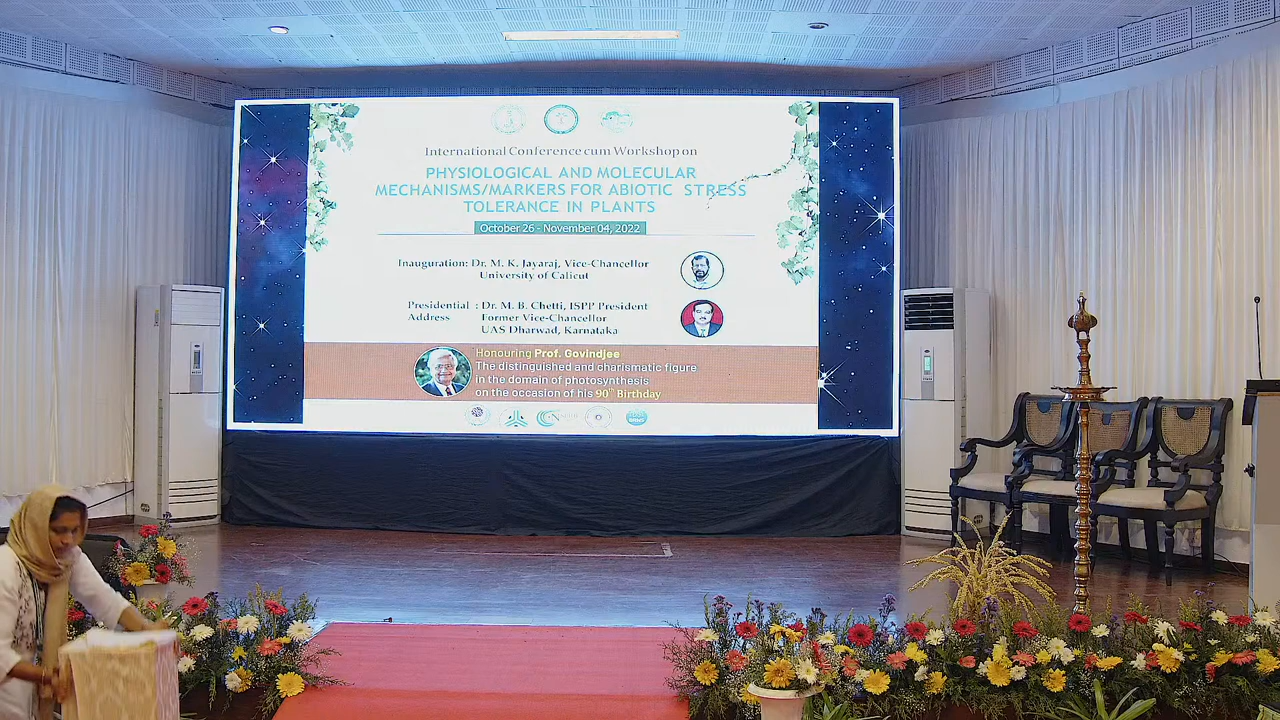 International Conference cum Workshop on
PHYSIOLOGICAL AND MOLECULAR
MECHANISMS/MARKERS FOR ABIOTIC STRESS
TOLERANCE IN PLANTS
October 26 - November 04, 2022
Inauguration: Dr. M. K. Jayaraj, Vice-Chancellor
University of Calicut
Presidential : Dr. M. B. Chetti, ISPP President
Address Former Vice-Chancellor
UAS Dharwad, Karnataka
Honouring Prof. Govindjee
The distinguished and charismatic figure
in the domain of photosynthesis
on the occasion of his 90th Birthday